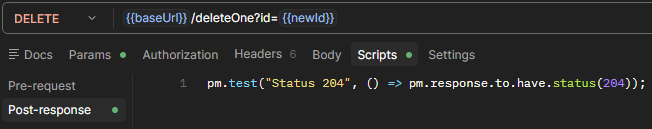 DELETE {{baseUrl}} /deleteOne?id= {{newId}}
Docs Params Authorization Headers 6 Body Scripts Settings
Pre-request
Post-response
1 pm.test("Status 204", () => pm.response.to.have.status(204));